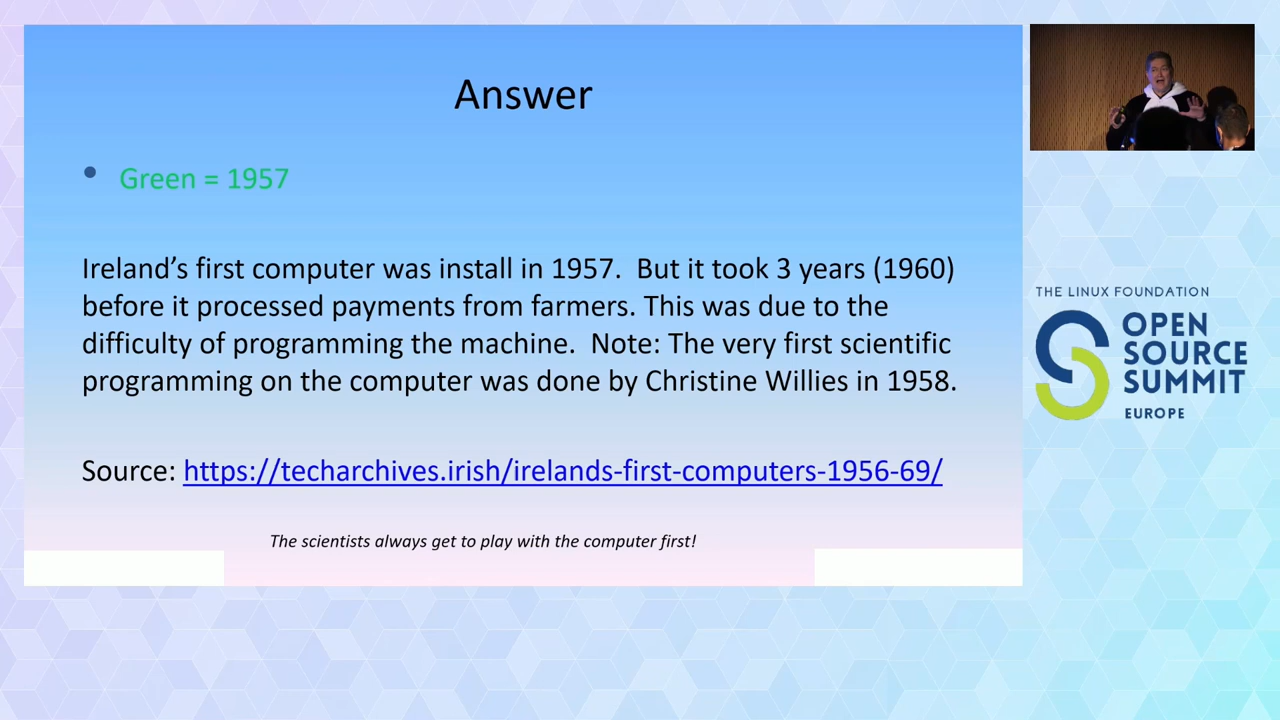 Answer
• Green = 1957
Ireland’s first computer was install in 1957.  But it took 3 years (1960)
before it processed payments from farmers. This was due to the
difficulty of programming the machine.  Note: The very first scientific
programming on the computer was done by Christine Willies in 1958.
Source: https://techarchives.irish/irelands-first-computers-1956-69/
The scientists always get to play with the computer first!
THE LINUX FOUNDATION
OPEN
SOURCE
SUMMIT
EUROPE